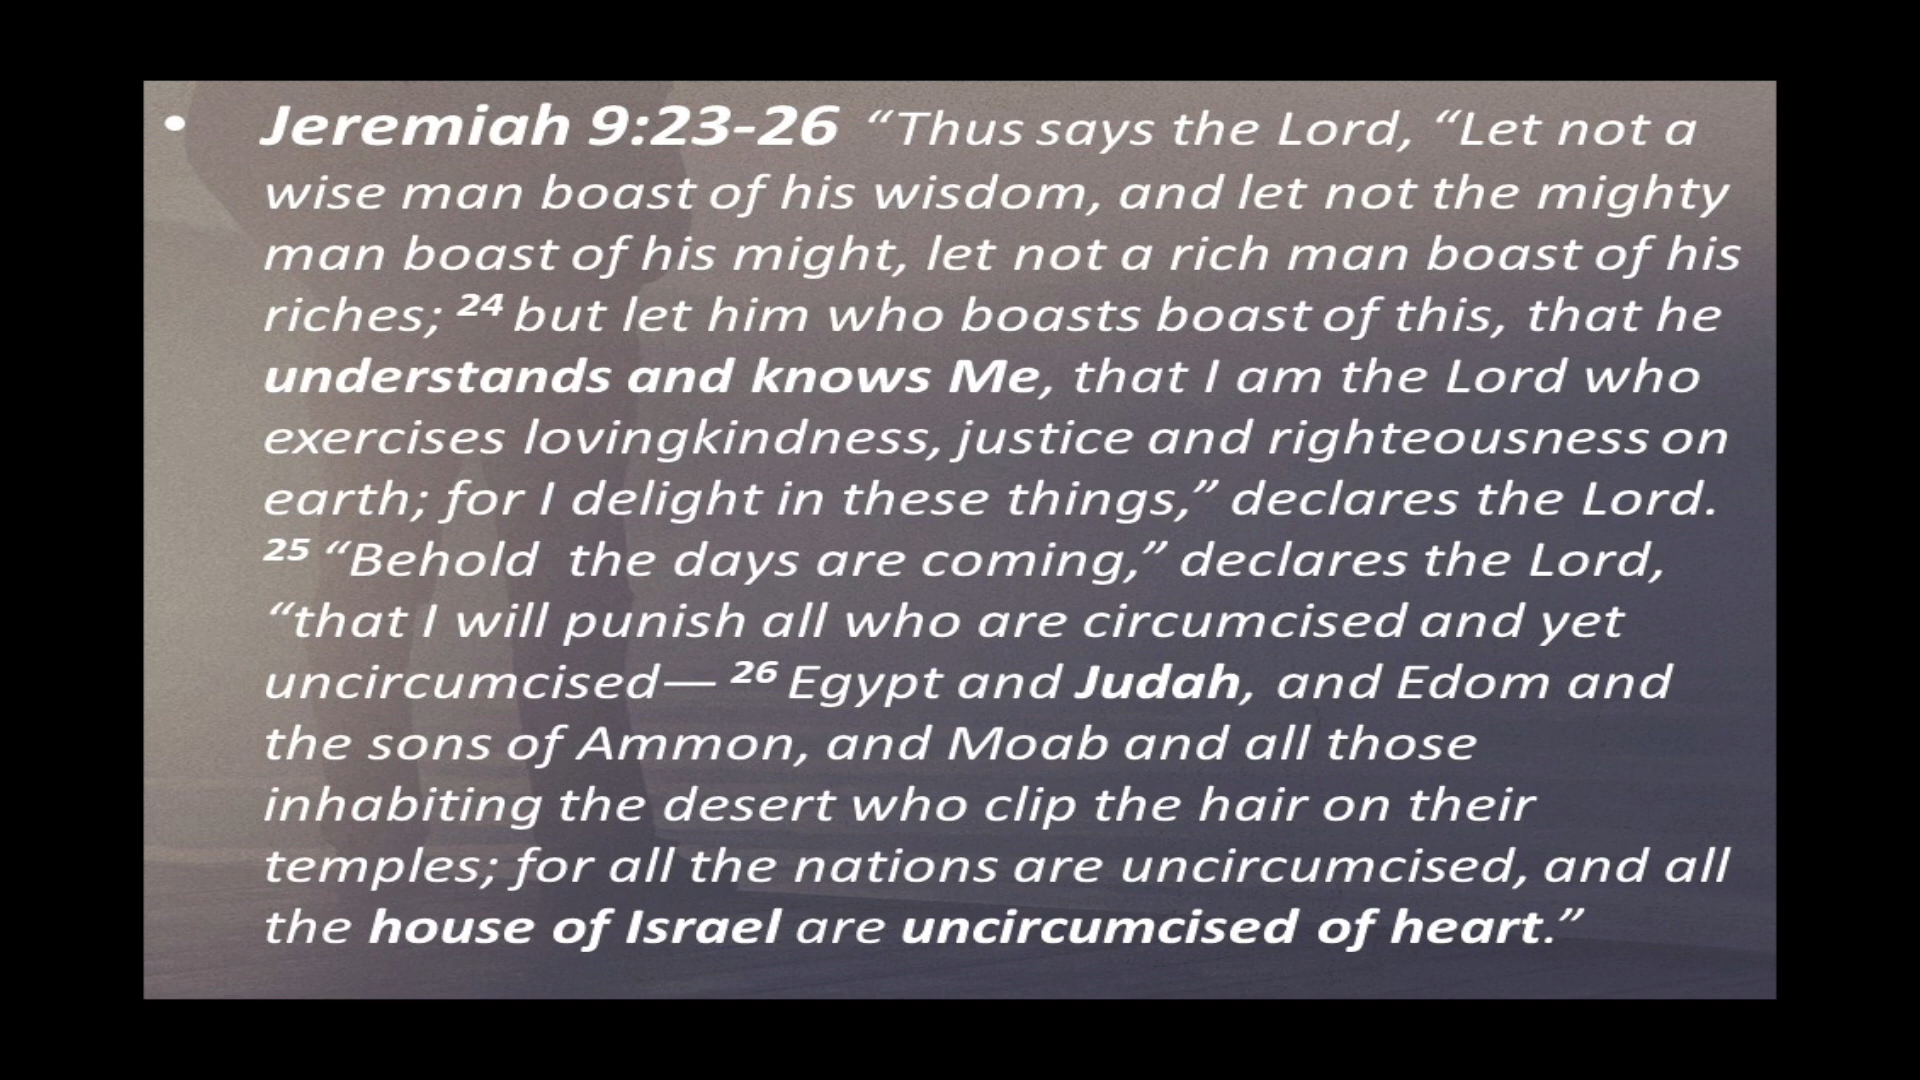 • Jeremiah 9:23-26 “Thus says the Lord, “Let not a
wise man boast of his wisdom, and let not the mighty
man boast of his might, let not a rich man boast of his
riches; 24 but let him who boasts boast of this, that he
understands and knows Me, that I am the Lord who
exercises lovingkindness, justice and righteousness on
earth; for I delight in these things,” declares the Lord.
25 “Behold  the days are coming,” declares the Lord,
“that I will punish all who are circumcised and yet
uncircumcised— 26 Egypt and Judah, and Edom and
the sons of Ammon, and Moab and all those
inhabiting the desert who clip the hair on their
temples; for all the nations are uncircumcised, and all
the house of Israel are uncircumcised of heart.”